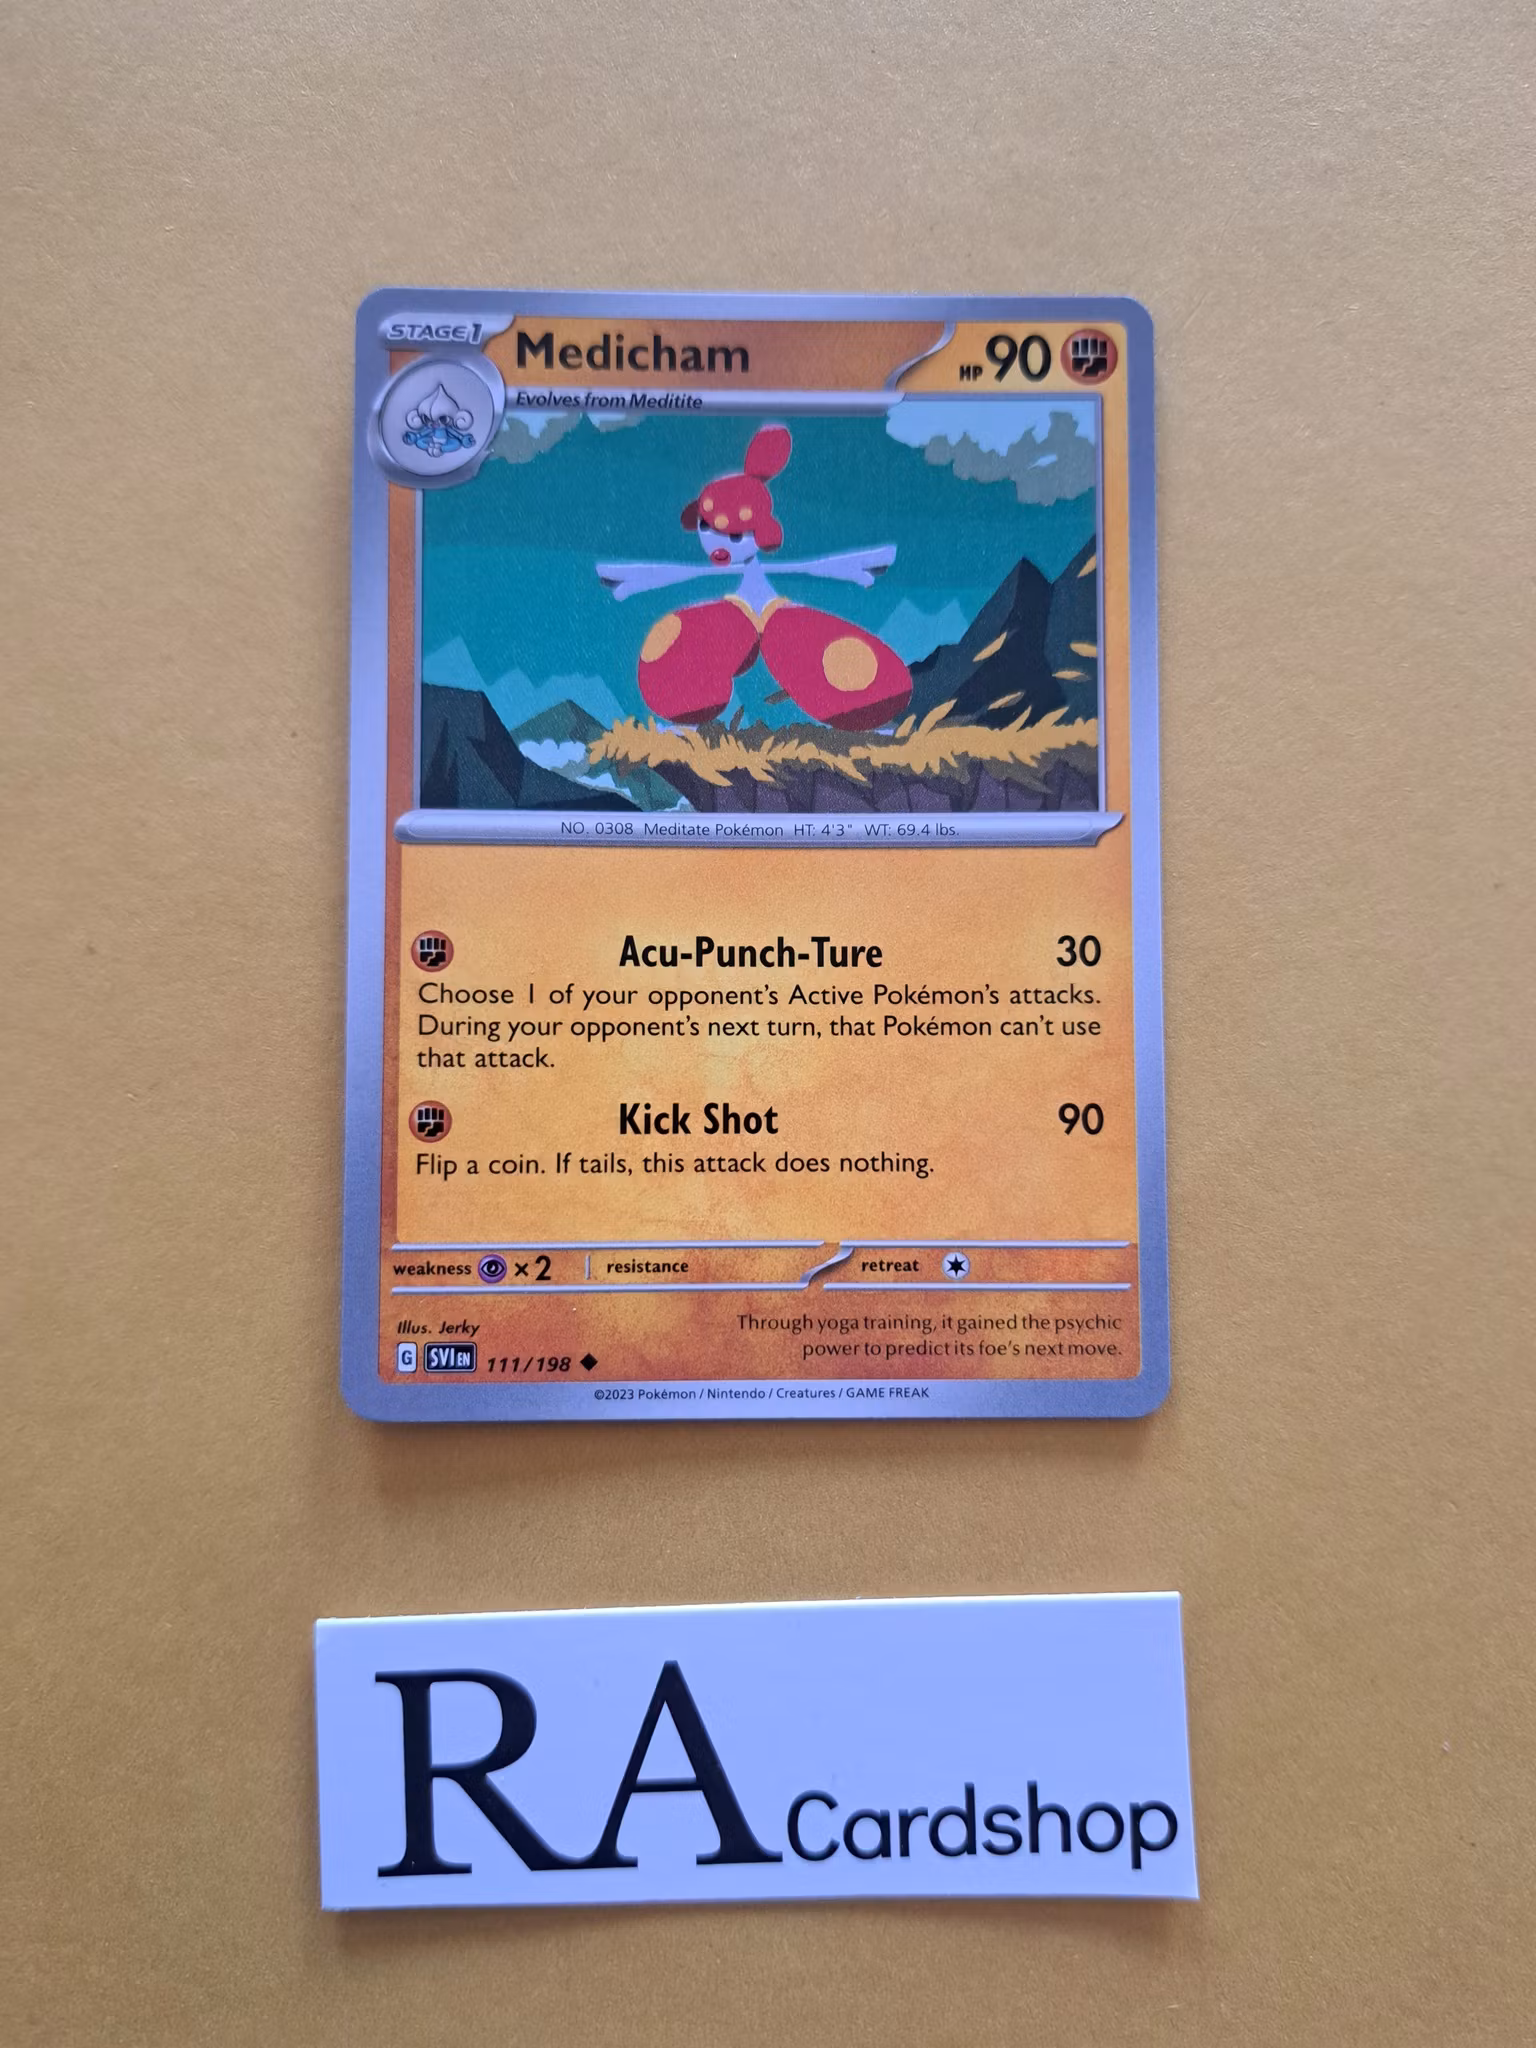 STAGE 1
Medicham
HP 90
Evolves from Meditite
NO. 0308 Meditate Pokémon HT: 4'3" WT: 69.4 lbs.
Acu-Punch-Ture 30
Choose 1 of your opponent's Active Pokémon's attacks.
During your opponent's next turn, that Pokémon can't use
that attack.
Kick Shot 90
Flip a coin. If tails, this attack does nothing.
weakness ×2 resistance retreat
Illus. Jerky
Through yoga training, it gained the psychic
power to predict its foe's next move.
G SVI EN 111/198 ◆
©2023 Pokémon / Nintendo / Creatures / GAME FREAK
RA Cardshop